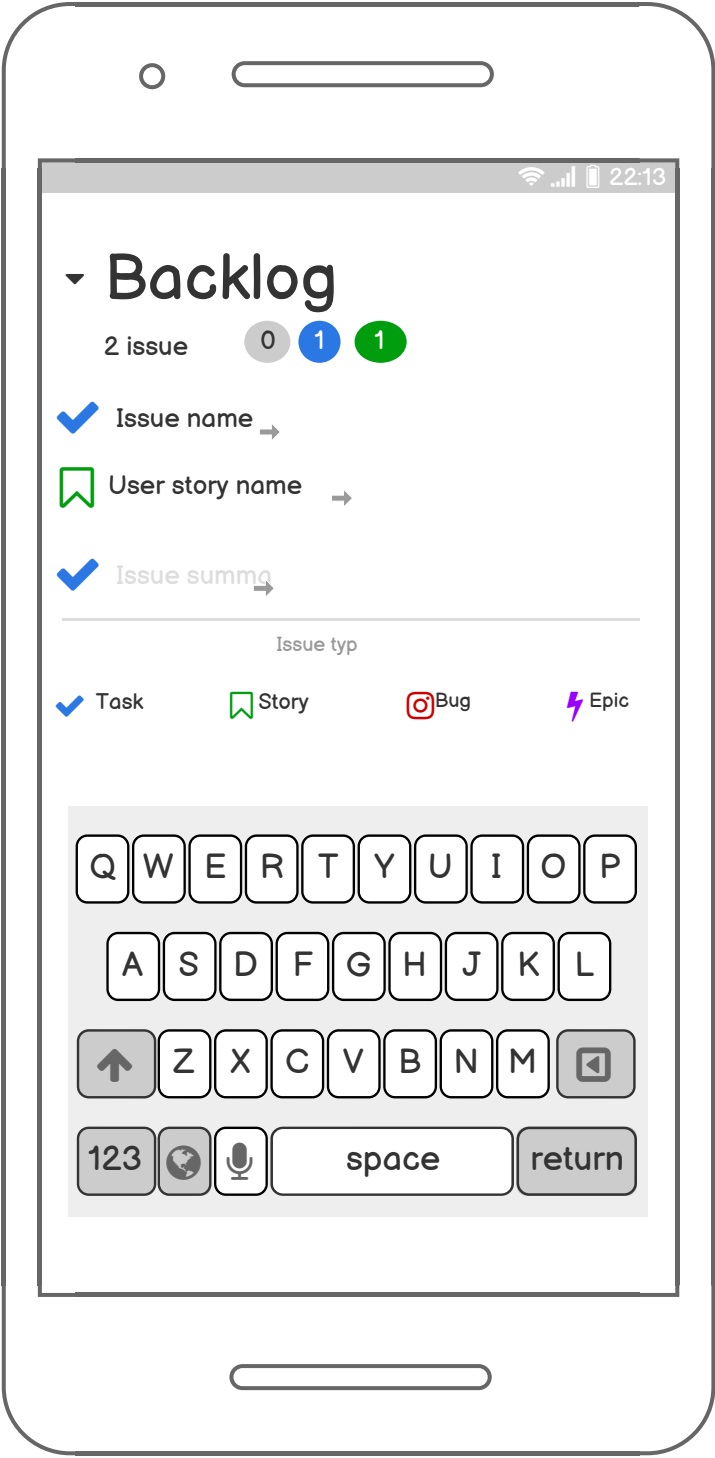 22:13
Backlog
2 issue 0 1 1
Issue name
User story name
Issue summa
Issue typ
Task Story Bug Epic
Q W E R T Y U I O P
A S D F G H J K L
Z X C V B N M
123 space return